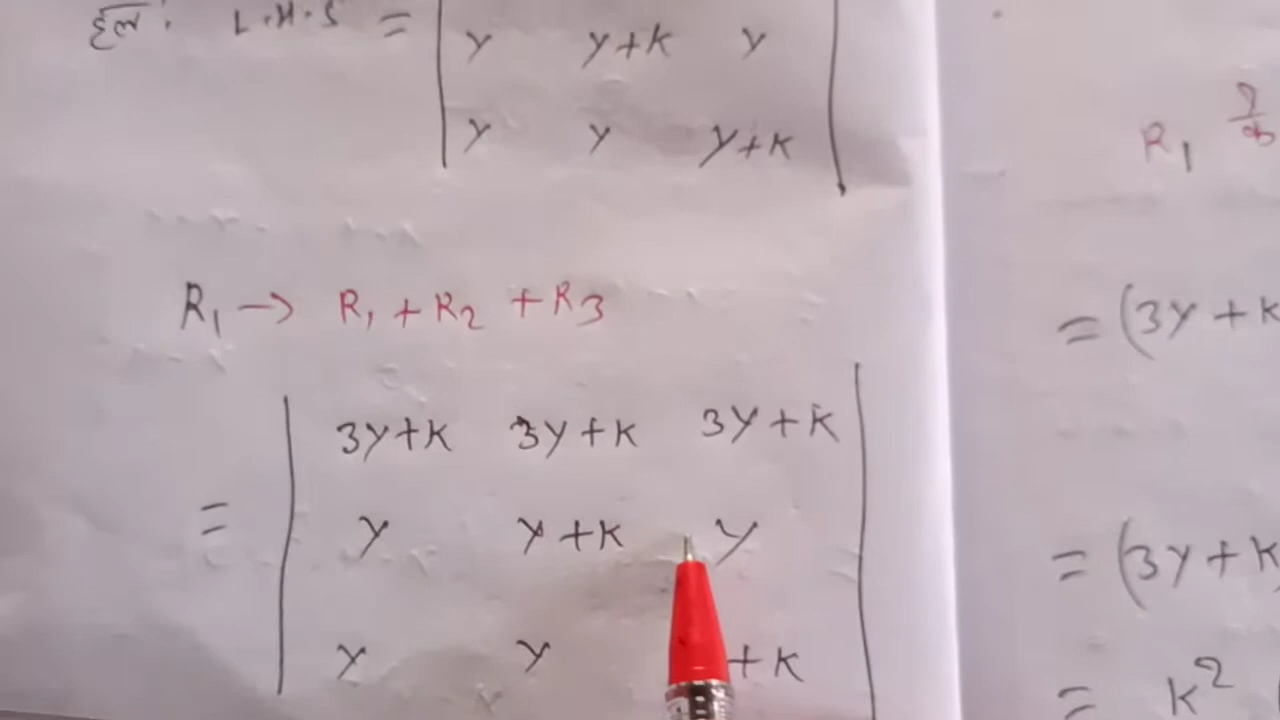 हल: L.H.S = | y y+k y |
| y y y+k |
R₁ → R₁ + R₂ + R₃
| 3y+k 3y+k 3y+k |
= | y y+k y |
| y y +k |
R₁
= (3y+k
= (3y+k
= k²